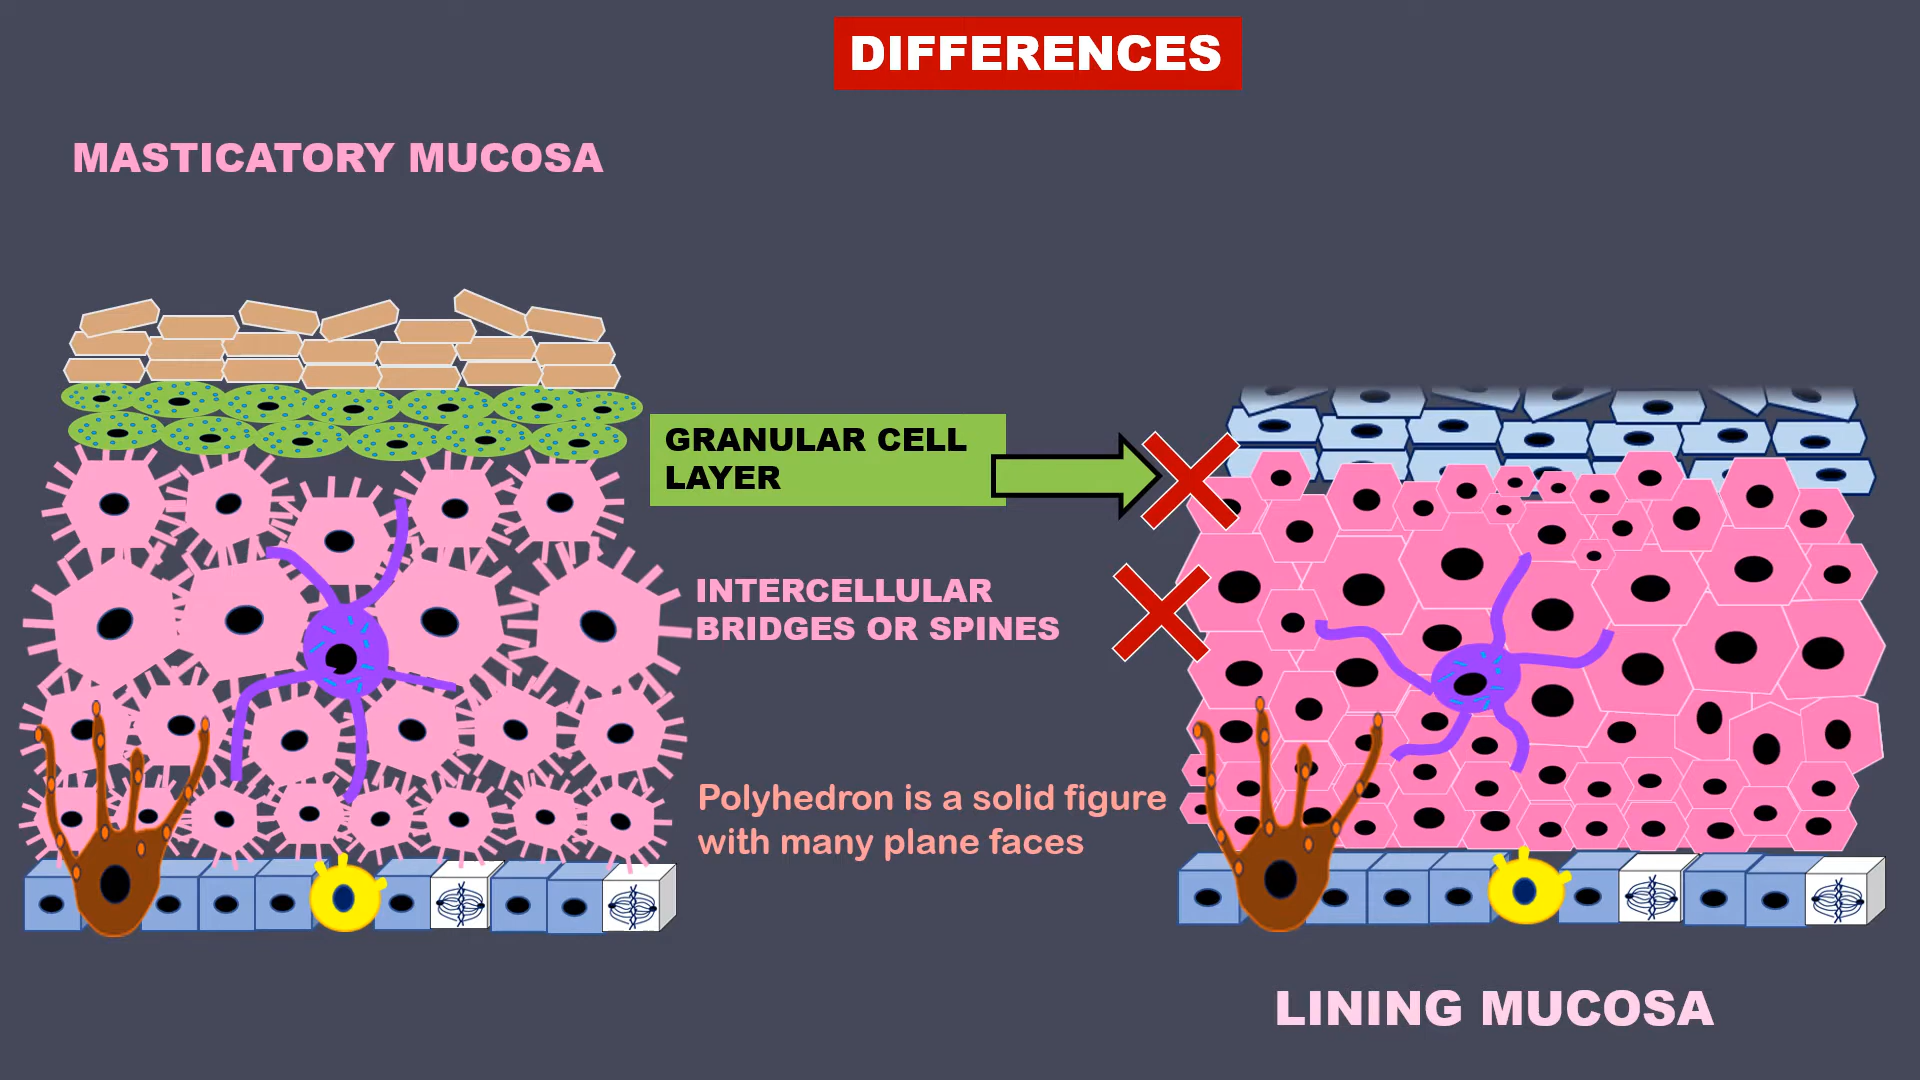 DIFFERENCES
MASTICATORY MUCOSA
GRANULAR CELL
LAYER
INTERCELLULAR
BRIDGES OR SPINES
Polyhedron is a solid figure
with many plane faces
LINING MUCOSA